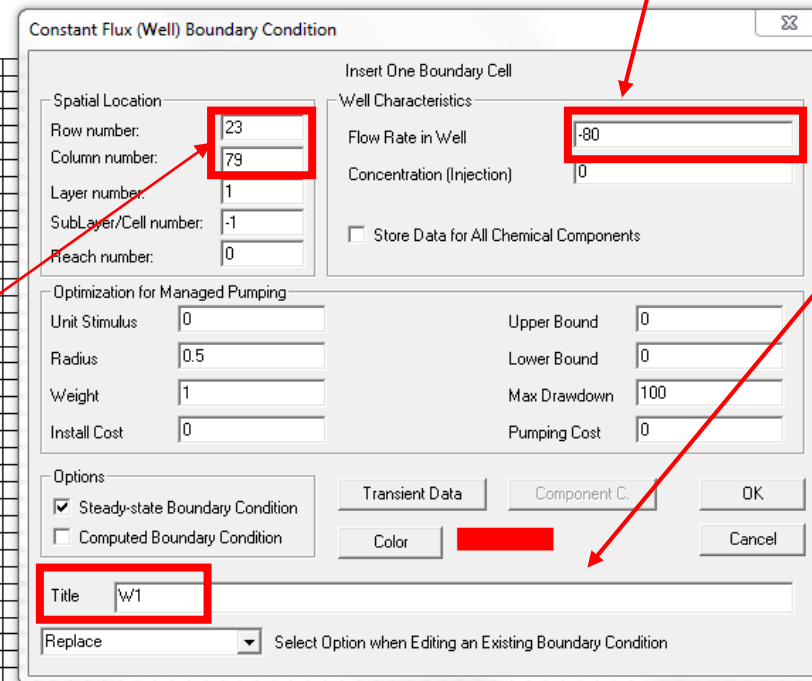 Constant Flux (Well) Boundary Condition
Insert One Boundary Cell
Spatial Location
Row number: 23
Column number: 79
Layer number: 1
SubLayer/Cell number: -1
Reach number: 0
Well Characteristics
Flow Rate in Well -80
Concentration (Injection) 0
Store Data for All Chemical Components
Optimization for Managed Pumping
Unit Stimulus 0 Upper Bound 0
Radius 0.5 Lower Bound 0
Weight 1 Max Drawdown 100
Install Cost 0 Pumping Cost 0
Options
Steady-state Boundary Condition
Computed Boundary Condition
Transient Data Component C. OK
Color Cancel
Title W1
Replace Select Option when Editing an Existing Boundary Condition